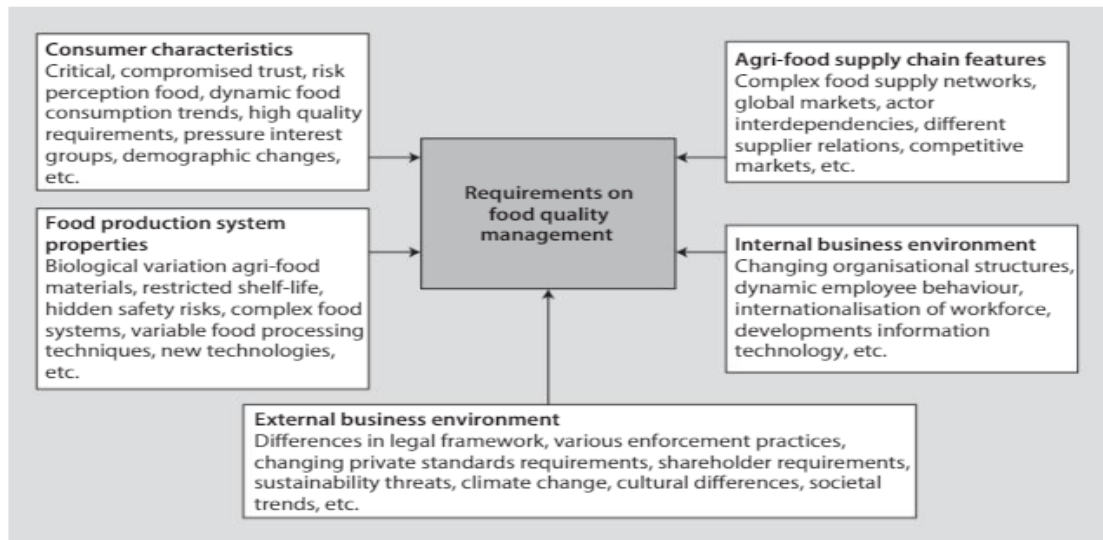 Consumer characteristics
Critical, compromised trust, risk
perception food, dynamic food
consumption trends, high quality
requirements, pressure interest
groups, demographic changes,
etc.
Agri-food supply chain features
Complex food supply networks,
global markets, actor
interdependencies, different
supplier relations, competitive
markets, etc.
Requirements on
food quality
management
Food production system
properties
Biological variation agri-food
materials, restricted shelf-life,
hidden safety risks, complex food
systems, variable food processing
techniques, new technologies,
etc.
Internal business environment
Changing organisational structures,
dynamic employee behaviour,
internationalisation of workforce,
developments information
technology, etc.
External business environment
Differences in legal framework, various enforcement practices,
changing private standards requirements, shareholder requirements,
sustainability threats, climate change, cultural differences, societal
trends, etc.